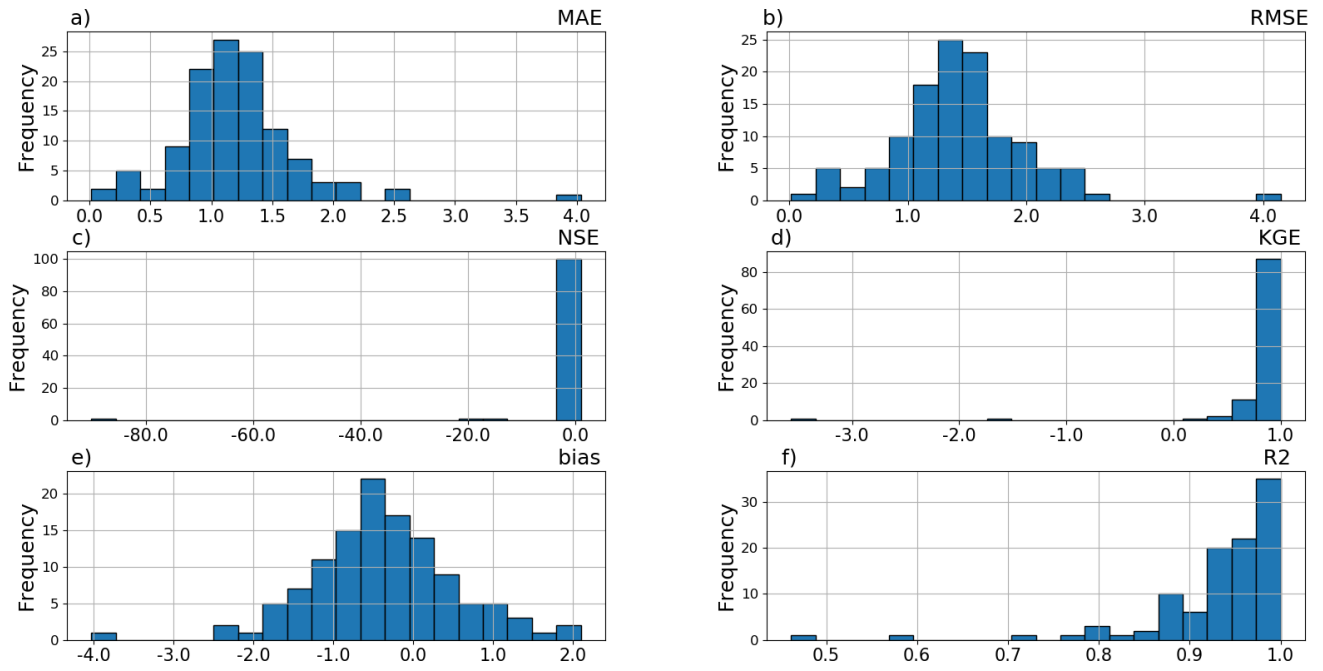 a) MAE
Frequency
25
20
15
10
5
0
0.0 0.5 1.0 1.5 2.0 2.5 3.0 3.5 4.0
b) RMSE
Frequency
25
20
15
10
5
0
0.0 1.0 2.0 3.0 4.0
c) NSE
Frequency
100
80
60
40
20
0
-80.0 -60.0 -40.0 -20.0 0.0
d) KGE
Frequency
80
60
40
20
0
-3.0 -2.0 -1.0 0.0 1.0
e) bias
Frequency
20
15
10
5
0
-4.0 -3.0 -2.0 -1.0 0.0 1.0 2.0
f) R2
Frequency
30
20
10
0
0.5 0.6 0.7 0.8 0.9 1.0